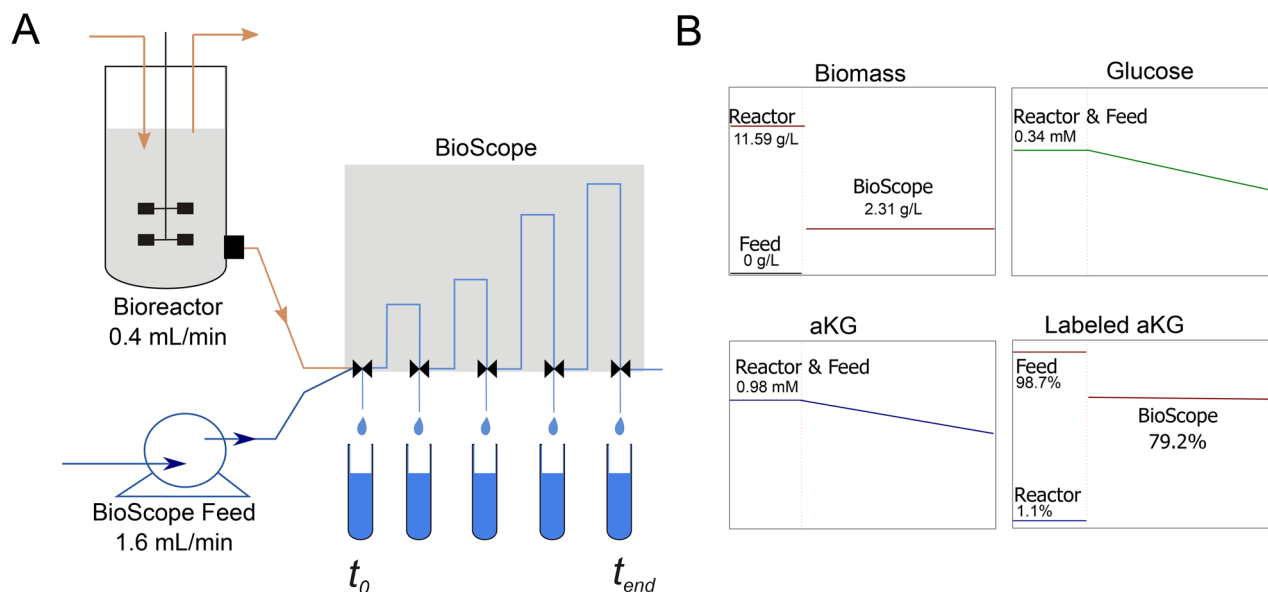 A
BioScope
Bioreactor
0.4 mL/min
BioScope Feed
1.6 mL/min
t0
tend
B
Biomass
Reactor
11.59 g/L
BioScope
2.31 g/L
Feed
0 g/L
Glucose
Reactor & Feed
0.34 mM
aKG
Reactor & Feed
0.98 mM
Labeled aKG
Feed
98.7%
BioScope
79.2%
Reactor
1.1%